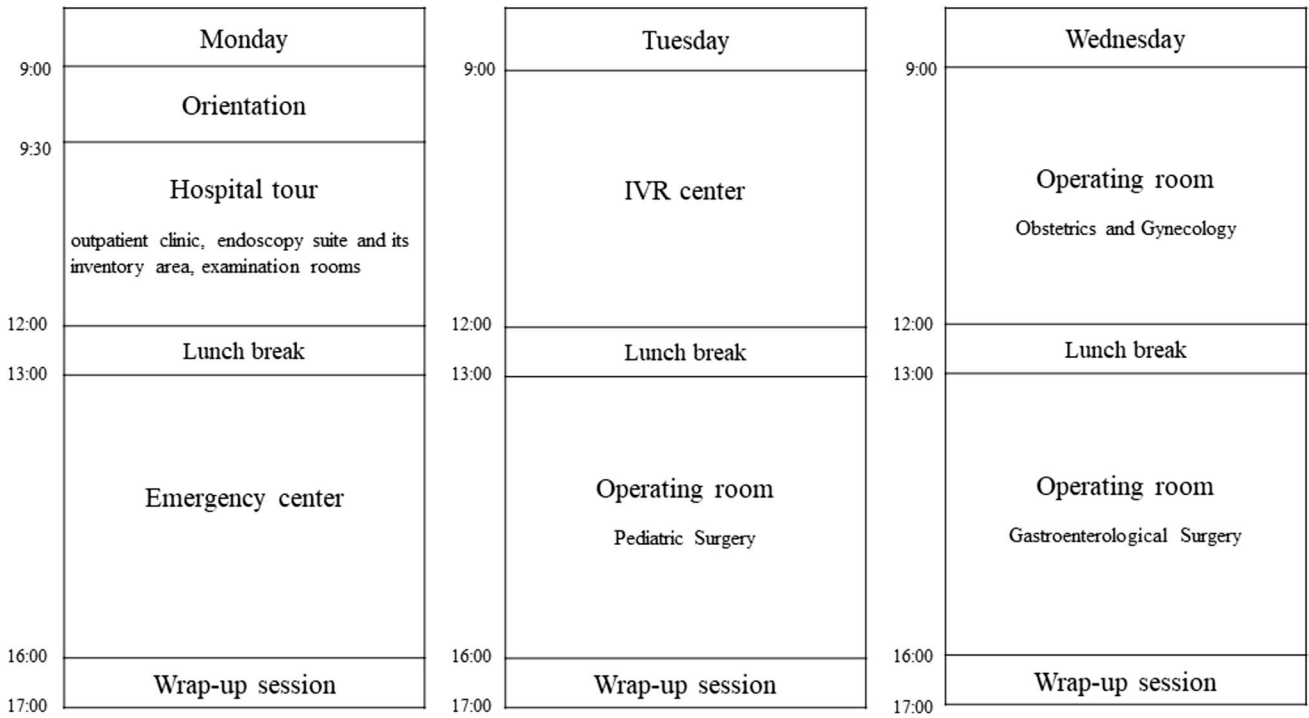 Monday
9:00
Orientation
9:30
Hospital tour
outpatient clinic, endoscopy suite and its
inventory area, examination rooms
12:00
Lunch break
13:00
Emergency center
16:00
Wrap-up session
17:00
Tuesday
9:00
IVR center
12:00
Lunch break
13:00
Operating room
Pediatric Surgery
16:00
Wrap-up session
17:00
Wednesday
9:00
Operating room
Obstetrics and Gynecology
12:00
Lunch break
13:00
Operating room
Gastroenterological Surgery
16:00
Wrap-up session
17:00